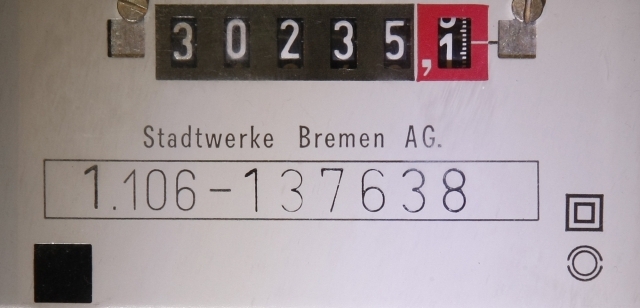 30235,1
Stadtwerke Bremen AG.
1.106-137638